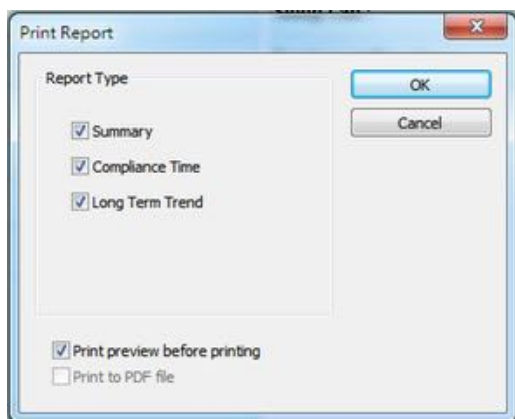 Print Report
Report Type
OK
Cancel
Summary
Compliance Time
Long Term Trend
Print preview before printing
Print to PDF file